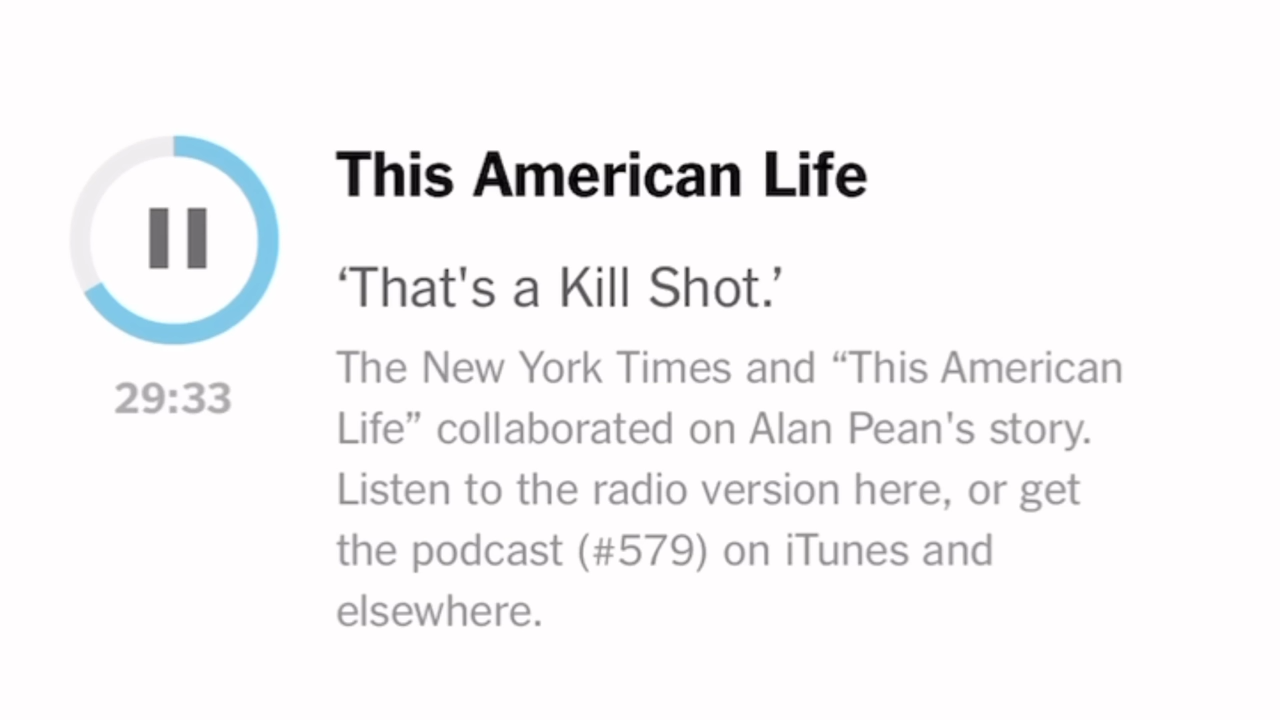 This American Life
‘That's a Kill Shot.’
29:33
The New York Times and “This American
Life” collaborated on Alan Pean's story.
Listen to the radio version here, or get
the podcast (#579) on iTunes and
elsewhere.